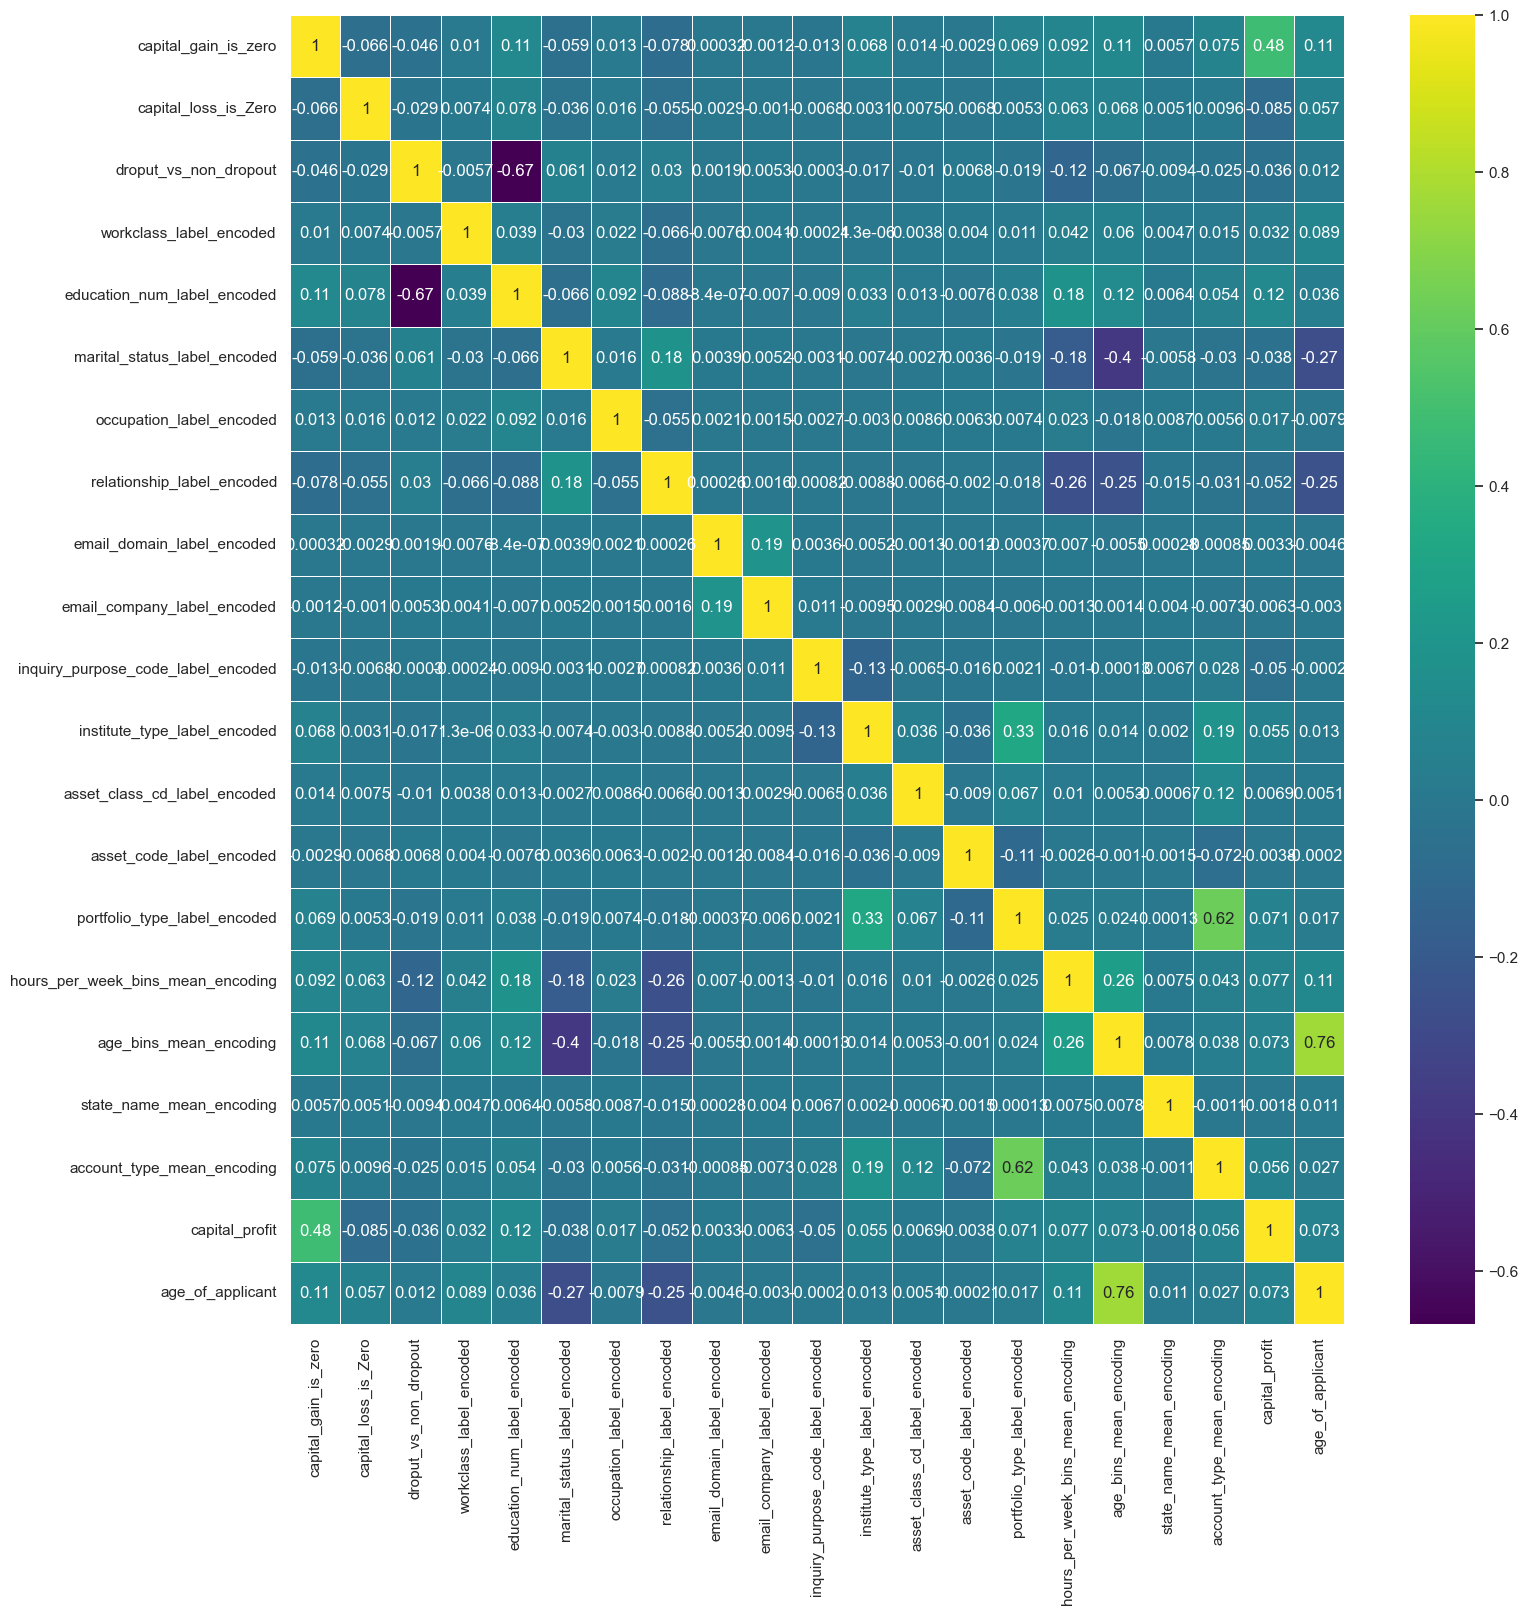 capital_gain_is_zero 1 -0.066 -0.046 0.01 0.11 -0.059 0.013 -0.078 0.00032 0.0012 -0.013 0.068 0.014 -0.0029 0.069 0.092 0.11 0.0057 0.075 0.48 0.11 1.0
capital_loss_is_Zero -0.066 1 -0.029 0.0074 0.078 -0.036 0.016 -0.055 -0.0029 -0.001 -0.0068 0.0031 0.0075 -0.0068 0.0053 0.063 0.068 0.0051 0.0096 -0.085 0.057
droput_vs_non_dropout -0.046 -0.029 1 -0.0057 -0.67 0.061 0.012 0.03 0.0019 0.0053 -0.0003 -0.017 -0.01 0.0068 -0.019 -0.12 -0.067 -0.0094 -0.025 -0.036 0.012
0.8
workclass_label_encoded 0.01 0.0074 -0.0057 1 0.039 -0.03 0.022 -0.066 -0.0076 0.0041 -0.00024 1.3e-06 0.0038 0.004 0.011 0.042 0.06 0.0047 0.015 0.032 0.089
education_num_label_encoded 0.11 0.078 -0.67 0.039 1 -0.066 0.092 -0.088 -8.4e-07 -0.007 -0.009 0.033 0.013 -0.0076 0.038 0.18 0.12 0.0064 0.054 0.12 0.036
0.6
marital_status_label_encoded -0.059 -0.036 0.061 -0.03 -0.066 1 0.016 0.18 0.0039 0.0052 -0.0031 -0.0074 -0.0027 0.0036 -0.019 -0.18 -0.4 -0.0058 -0.03 -0.038 -0.27
occupation_label_encoded 0.013 0.016 0.012 0.022 0.092 0.016 1 -0.055 0.0021 0.0015 -0.0027 -0.003 0.0086 0.0063 0.0074 0.023 -0.018 0.0087 0.0056 0.017 -0.0079
relationship_label_encoded -0.078 -0.055 0.03 -0.066 -0.088 0.18 -0.055 1 0.00026 0.0016 0.00082 -0.0088 -0.0066 -0.002 -0.018 -0.26 -0.25 -0.015 -0.031 -0.052 -0.25
0.4
email_domain_label_encoded 0.00032 -0.0029 0.0019 -0.0076 8.4e-07 0.0039 0.0021 0.00026 1 0.19 0.0036 -0.0052 -0.0013 -0.0012 -0.00037 0.007 -0.0055 0.00028 -0.00085 0.0033 -0.0046
email_company_label_encoded 0.0012 -0.001 0.0053 0.0041 -0.007 0.0052 0.0015 0.0016 0.19 1 0.011 -0.0095 0.0029 -0.0084 -0.006 -0.0013 0.0014 0.004 -0.0073 -0.0063 -0.003
inquiry_purpose_code_label_encoded -0.013 -0.0068 -0.0003 -0.00024 -0.009 -0.0031 -0.0027 0.00082 0.0036 0.011 1 -0.13 -0.0065 -0.016 0.0021 -0.01 -0.00013 0.0067 0.028 -0.05 -0.0002
0.2
institute_type_label_encoded 0.068 0.0031 -0.017 1.3e-06 0.033 -0.0074 -0.003 -0.0088 -0.0052 -0.0095 -0.13 1 0.036 -0.036 0.33 0.016 0.014 0.002 0.19 0.055 0.013
asset_class_cd_label_encoded 0.014 0.0075 -0.01 0.0038 0.013 -0.0027 0.0086 -0.0066 -0.0013 0.0029 -0.0065 0.036 1 -0.009 0.067 0.01 0.0053 -0.00067 0.12 0.0069 0.0051
0.0
asset_code_label_encoded 0.0029 -0.0068 0.0068 0.004 -0.0076 0.0036 0.0063 -0.002 -0.0012 -0.0084 -0.016 -0.036 -0.009 1 -0.11 -0.0026 -0.001 -0.0015 -0.072 -0.0038 0.0002
portfolio_type_label_encoded 0.069 0.0053 -0.019 0.011 0.038 -0.019 0.0074 -0.018 -0.00037 -0.006 0.0021 0.33 0.067 -0.11 1 0.025 0.024 0.00013 0.62 0.071 0.017
−0.2
hours_per_week_bins_mean_encoding 0.092 0.063 -0.12 0.042 0.18 -0.18 0.023 -0.26 0.007 -0.0013 -0.01 0.016 0.01 -0.0026 0.025 1 0.26 0.0075 0.043 0.077 0.11
age_bins_mean_encoding 0.11 0.068 -0.067 0.06 0.12 -0.4 -0.018 -0.25 -0.0055 0.0014 -0.00013 0.014 0.0053 -0.001 0.024 0.26 1 0.0078 0.038 0.073 0.76
state_name_mean_encoding 0.0057 0.0051 -0.0094 0.0047 0.0064 -0.0058 0.0087 -0.015 0.00028 0.004 0.0067 0.002 -0.00067 -0.0015 0.00013 0.0075 0.0078 1 -0.0011 -0.0018 0.011
−0.4
account_type_mean_encoding 0.075 0.0096 -0.025 0.015 0.054 -0.03 0.0056 -0.031 -0.00085 -0.0073 0.028 0.19 0.12 -0.072 0.62 0.043 0.038 -0.0011 1 0.056 0.027
capital_profit 0.48 -0.085 -0.036 0.032 0.12 -0.038 0.017 -0.052 0.0033 -0.0063 -0.05 0.055 0.0069 -0.0038 0.071 0.077 0.073 -0.0018 0.056 1 0.073
−0.6
age_of_applicant 0.11 0.057 0.012 0.089 0.036 -0.27 -0.0079 -0.25 -0.0046 -0.003 -0.0002 0.013 0.0051 -0.00021 0.017 0.11 0.76 0.011 0.027 0.073 1
capital_gain_is_zero
capital_loss_is_Zero
droput_vs_non_dropout
workclass_label_encoded
education_num_label_encoded
marital_status_label_encoded
occupation_label_encoded
relationship_label_encoded
email_domain_label_encoded
email_company_label_encoded
inquiry_purpose_code_label_encoded
institute_type_label_encoded
asset_class_cd_label_encoded
asset_code_label_encoded
portfolio_type_label_encoded
hours_per_week_bins_mean_encoding
age_bins_mean_encoding
state_name_mean_encoding
account_type_mean_encoding
capital_profit
age_of_applicant